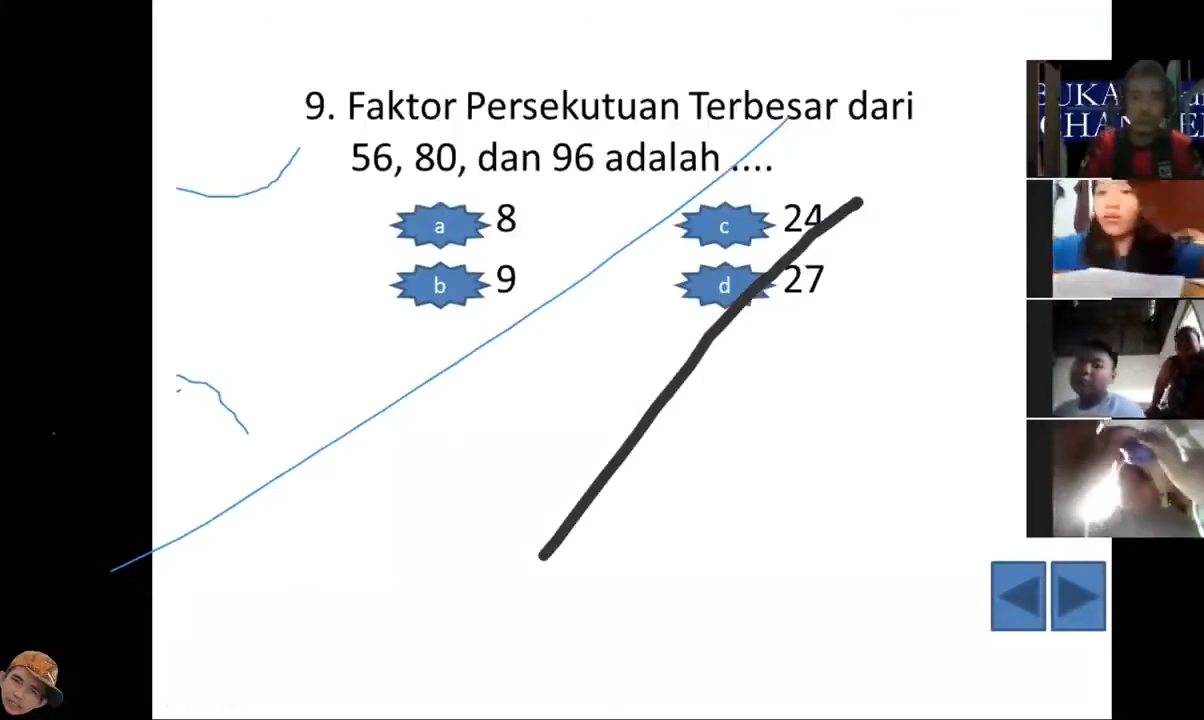 9. Faktor Persekutuan Terbesar dari
56, 80, dan 96 adalah ....
a 8
c 24
b 9
d 27